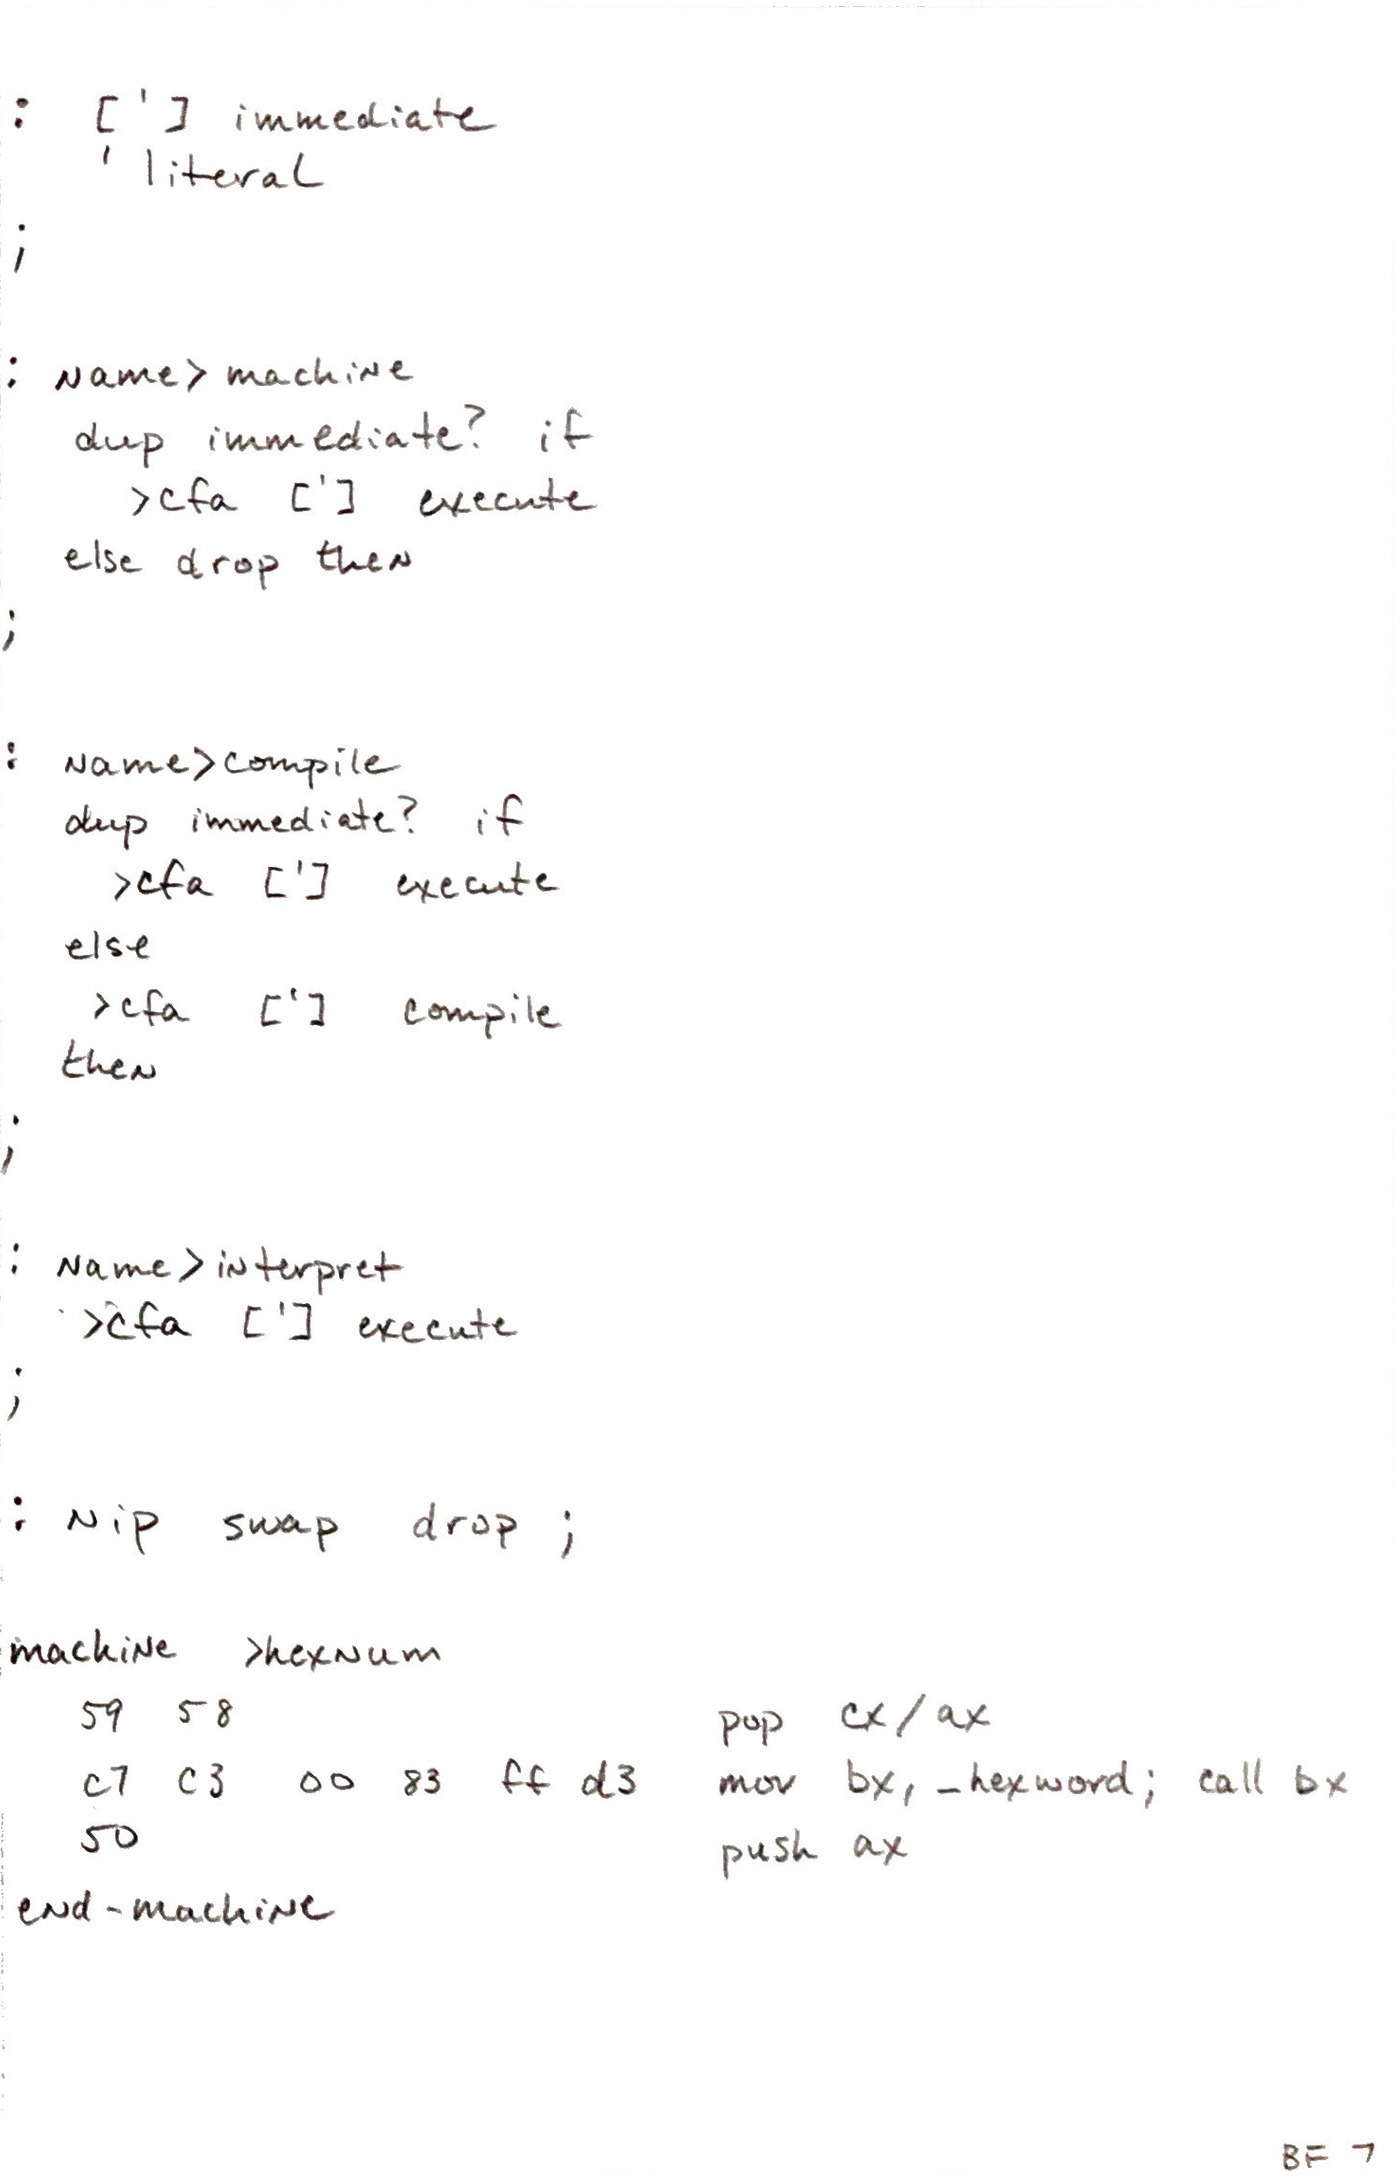 : ['] immediate
' literal
;
: name> machine
dup immediate? if
>cfa ['] execute
else drop then
;
: name>compile
dup immediate? if
>cfa ['] execute
else
>cfa ['] compile
then
;
: name>interpret
>cfa ['] execute
;
: nip swap drop ;
machine >hexnum
59 58 pop cx/ax
c7 c3 00 83 ff d3 mov bx, _hexword; call bx
50 push ax
end-machine
BF 7